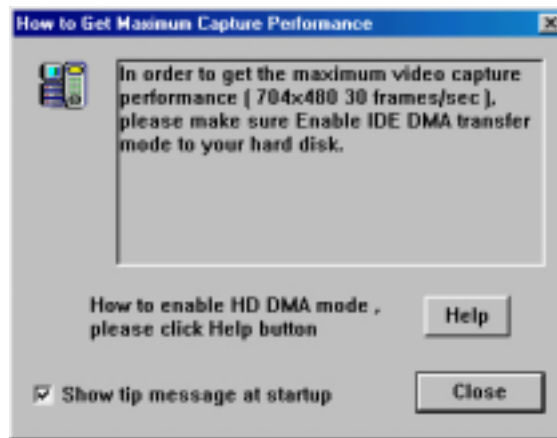 How to Get Maximum Capture Performance
In order to get the maximum video capture
performance ( 704x480 30 frames/sec ),
please make sure Enable IDE DMA transfer
mode to your hard disk.
How to enable HD DMA mode ,
please click Help button
Help
Show tip message at startup
Close